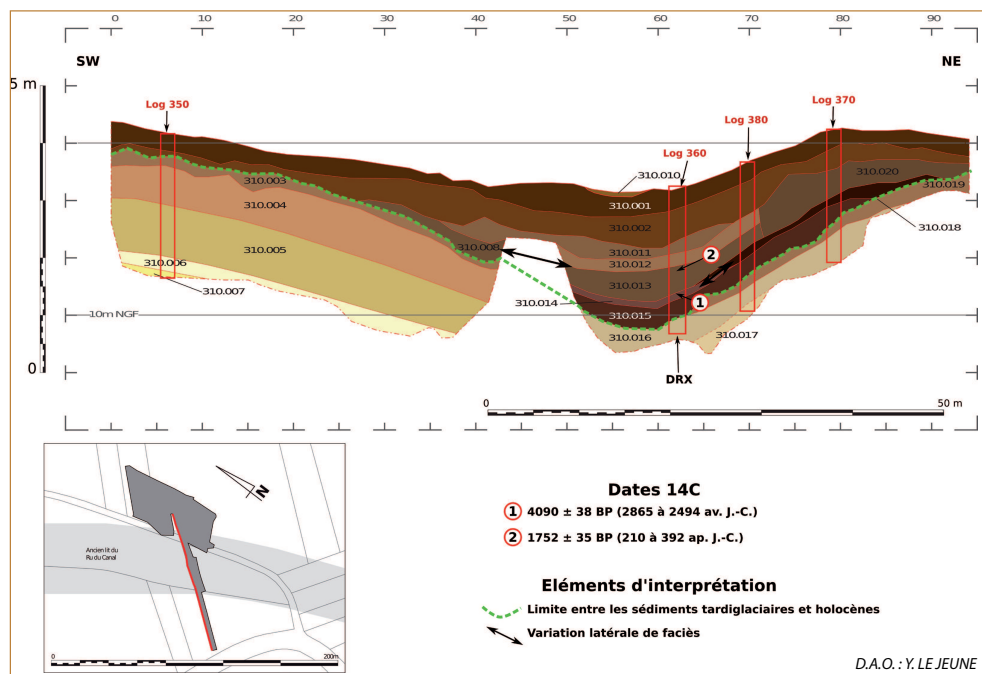 0 10 20 30 40 50 60 70 80 90
SW
NE
5 m
Log 350
Log 370
Log 380
Log 360
310.010
310.003
310.001
310.020
310.019
310.004
310.002
310.018
310.008
310.011
310.005
310.012
2
310.006
310.013
310.007
310.014
1
310.015
10m NGF
310.016
310.017
0
DRX
0
50 m
N
Ancien lit du
Ru du Canal
0
200m
Dates 14C
1 4090 ± 38 BP (2865 à 2494 av. J.-C.)
2 1752 ± 35 BP (210 à 392 ap. J.-C.)
Eléments d'interprétation
Limite entre les sédiments tardiglaciaires et holocènes
Variation latérale de faciès
D.A.O. : Y. LE JEUNE